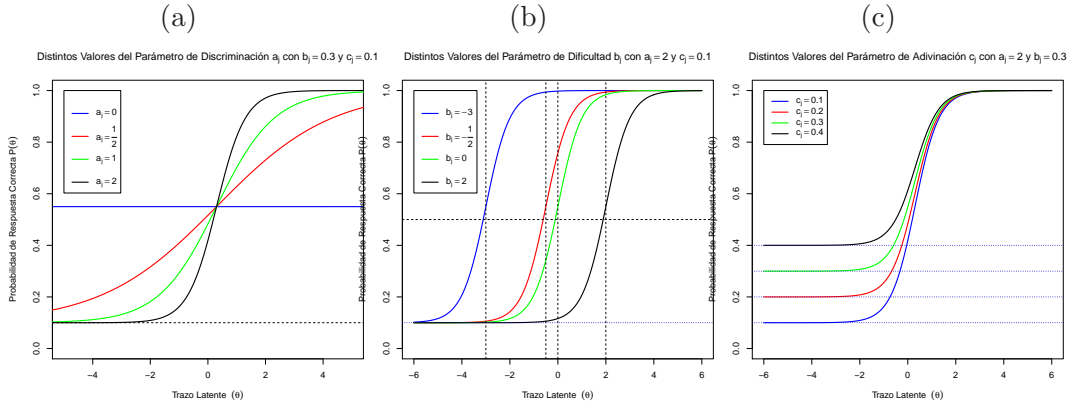 (a)
Distintos Valores del Parámetro de Discriminación aⱼ con bⱼ = 0.3 y cⱼ = 0.1
Probabilidad de Respuesta Correcta P(θ)
1.0
0.8
0.6
0.4
0.2
0.0
aⱼ = 0
aⱼ = 1/2
aⱼ = 1
aⱼ = 2
−4 −2 0 2 4
Trazo Latente (θ)
(b)
Distintos Valores del Parámetro de Dificultad bⱼ con aⱼ = 2 y cⱼ = 0.1
Probabilidad de Respuesta Correcta P(θ)
1.0
0.8
0.6
0.4
0.2
0.0
bⱼ = −3
bⱼ = −1/2
bⱼ = 0
bⱼ = 2
−6 −4 −2 0 2 4 6
Trazo Latente (θ)
(c)
Distintos Valores del Parámetro de Adivinación cⱼ con aⱼ = 2 y bⱼ = 0.3
Probabilidad de Respuesta Correcta P(θ)
1.0
0.8
0.6
0.4
0.2
0.0
cⱼ = 0.1
cⱼ = 0.2
cⱼ = 0.3
cⱼ = 0.4
−6 −4 −2 0 2 4 6
Trazo Latente (θ)